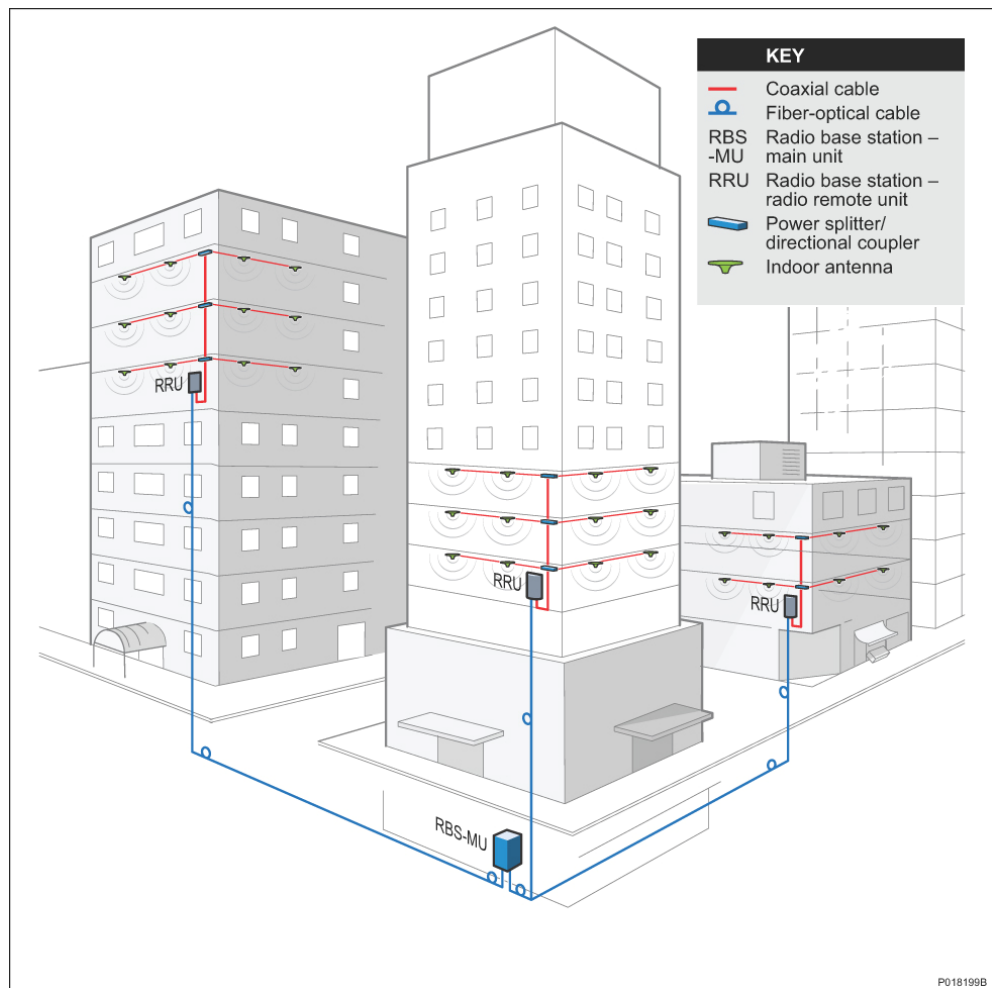 KEY
Coaxial cable
Fiber-optical cable
RBS Radio base station –
-MU main unit
RRU Radio base station –
radio remote unit
Power splitter/
directional coupler
Indoor antenna
RRU
RRU
RRU
RBS-MU
P018199B